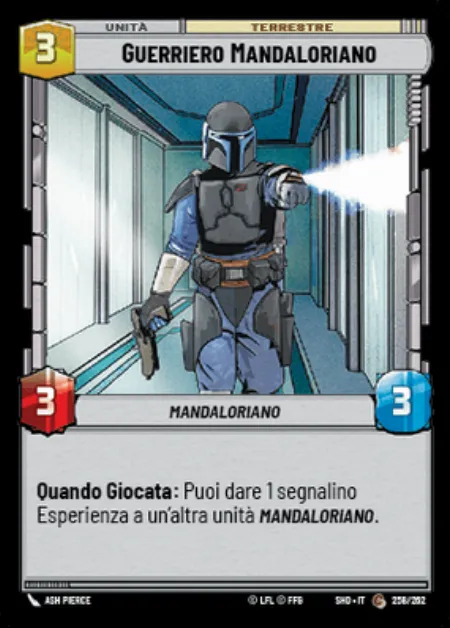 UNITÀ
TERRESTRE
3
GUERRIERO MANDALORIANO
3
MANDALORIANO
3
Quando Giocata: Puoi dare 1 segnalino
Esperienza a un'altra unità MANDALORIANO.
ASH PIERCE
© LFL © FFG
SHD • IT
256/262